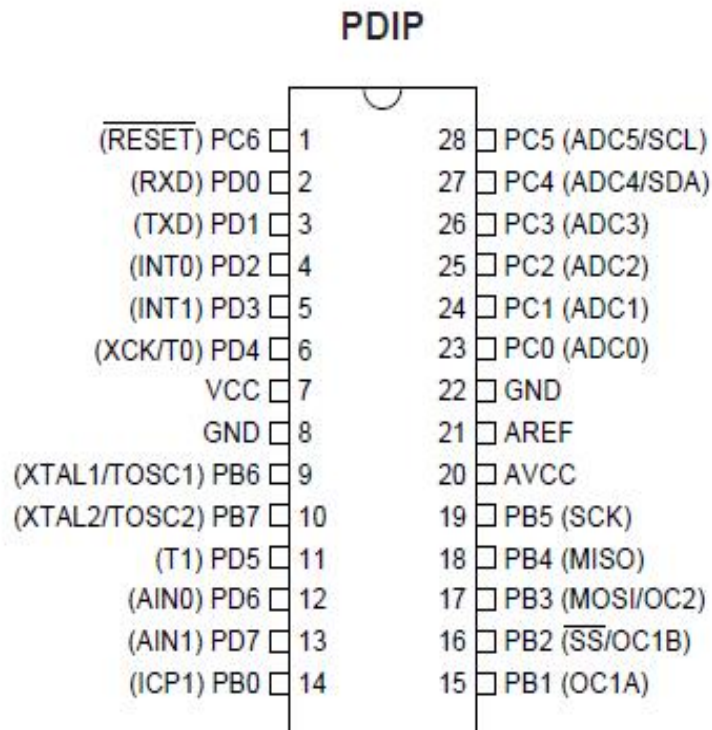 PDIP
(RESET) PC6 1 28 PC5 (ADC5/SCL)
(RXD) PD0 2 27 PC4 (ADC4/SDA)
(TXD) PD1 3 26 PC3 (ADC3)
(INT0) PD2 4 25 PC2 (ADC2)
(INT1) PD3 5 24 PC1 (ADC1)
(XCK/T0) PD4 6 23 PC0 (ADC0)
VCC 7 22 GND
GND 8 21 AREF
(XTAL1/TOSC1) PB6 9 20 AVCC
(XTAL2/TOSC2) PB7 10 19 PB5 (SCK)
(T1) PD5 11 18 PB4 (MISO)
(AIN0) PD6 12 17 PB3 (MOSI/OC2)
(AIN1) PD7 13 16 PB2 (SS/OC1B)
(ICP1) PB0 14 15 PB1 (OC1A)